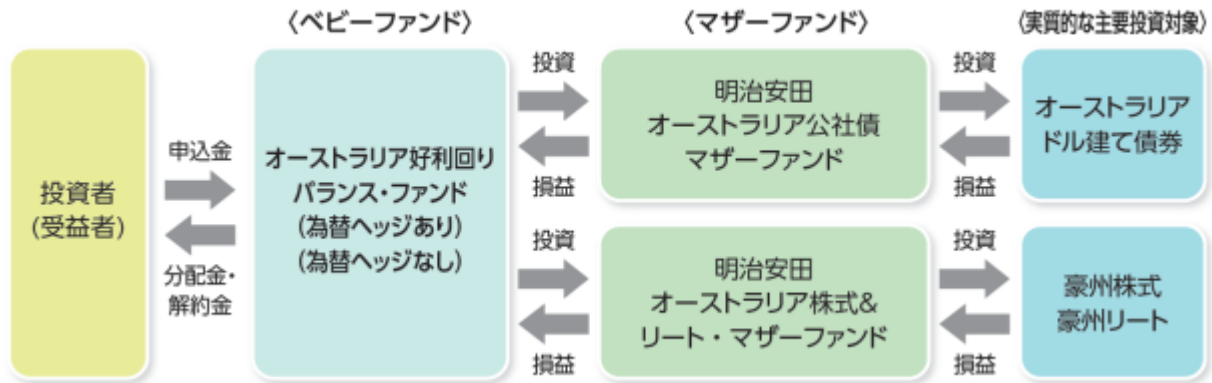 〈ベビーファンド〉
〈マザーファンド〉
〈実質的な主要投資対象〉
投資者
(受益者)
申込金
分配金・
解約金
オーストラリア好利回り
バランス・ファンド
(為替ヘッジあり)
(為替ヘッジなし)
投資
損益
明治安田
オーストラリア公社債
マザーファンド
投資
損益
オーストラリア
ドル建て債券
投資
損益
明治安田
オーストラリア株式&
リート・マザーファンド
投資
損益
豪州株式
豪州リート